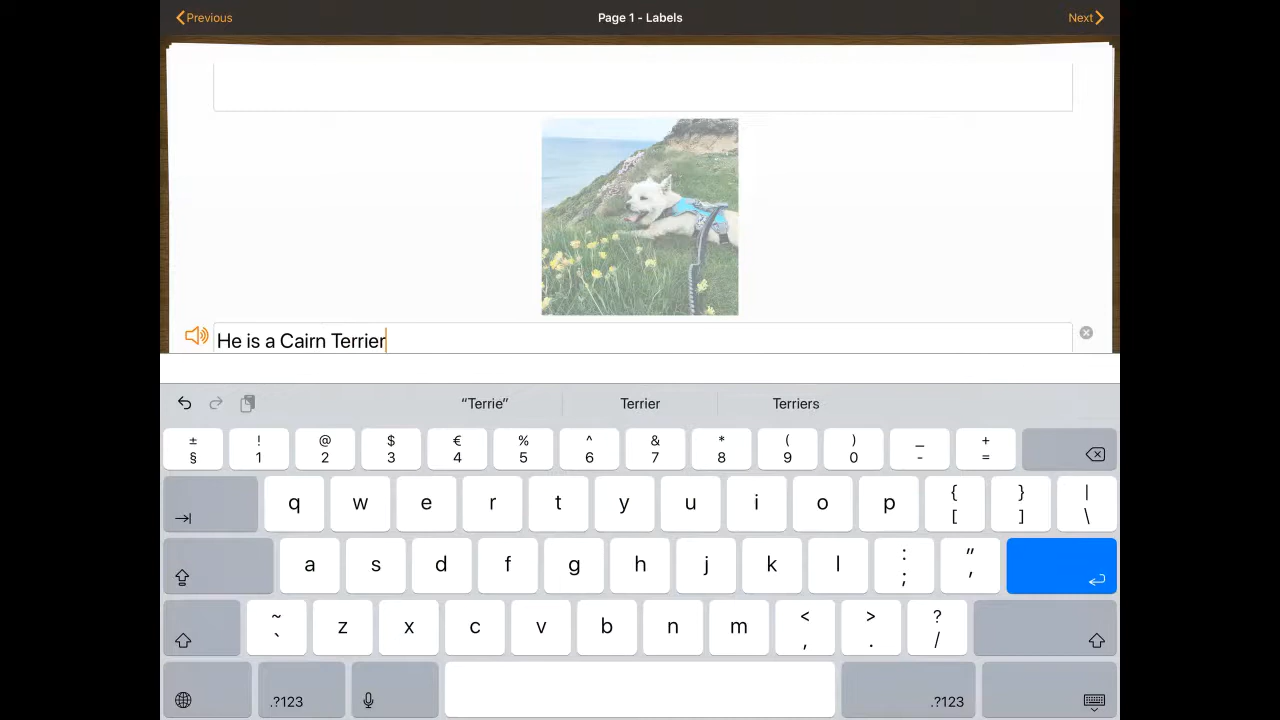 Previous
Page 1 - Labels
Next
He is a Cairn Terrier
“Terrie” Terrier Terriers
± ! @ $ € % ^ & * ( ) _ +
§ 1 2 3 4 5 6 7 8 9 0 - =
q w e r t y u i o p { } |
[ ] \
a s d f g h j k l : "
; '
~ z x c v b n m < > ?
` , . /
.?123 .?123